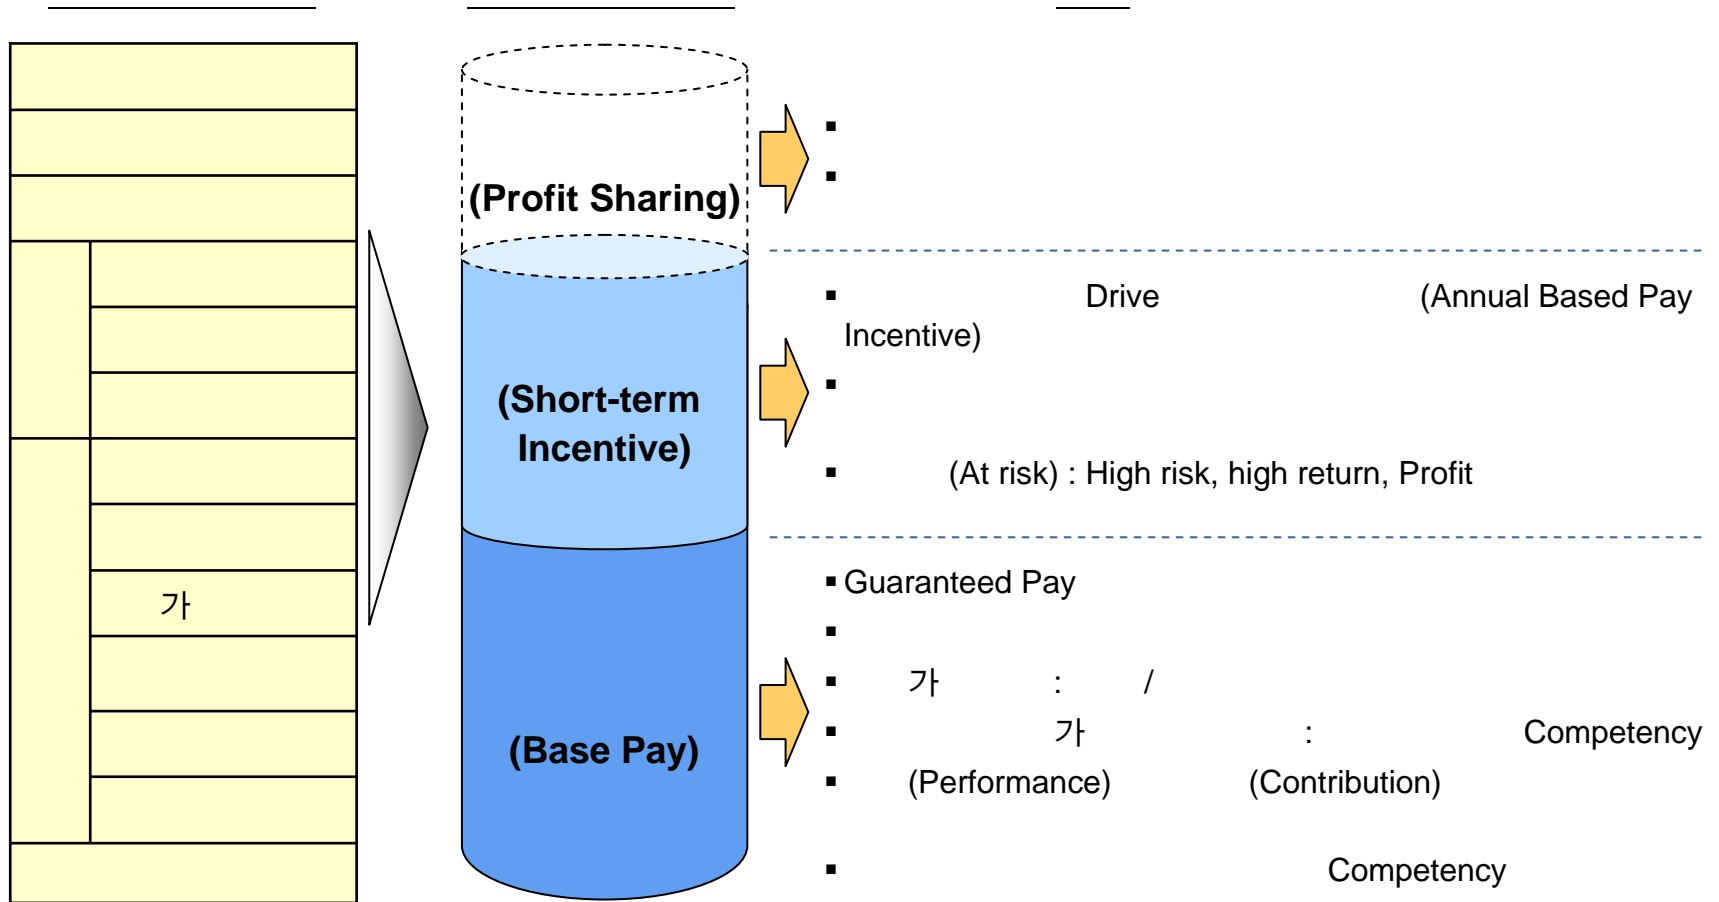 가
(Profit Sharing)
(Short-term
Incentive)
(Base Pay)
▪
▪
▪ Drive (Annual Based Pay
Incentive)
▪
▪ (At risk) : High risk, high return, Profit
▪ Guaranteed Pay
▪
▪ 가 : /
▪ 가 : Competency
▪ (Performance) (Contribution)
▪ Competency